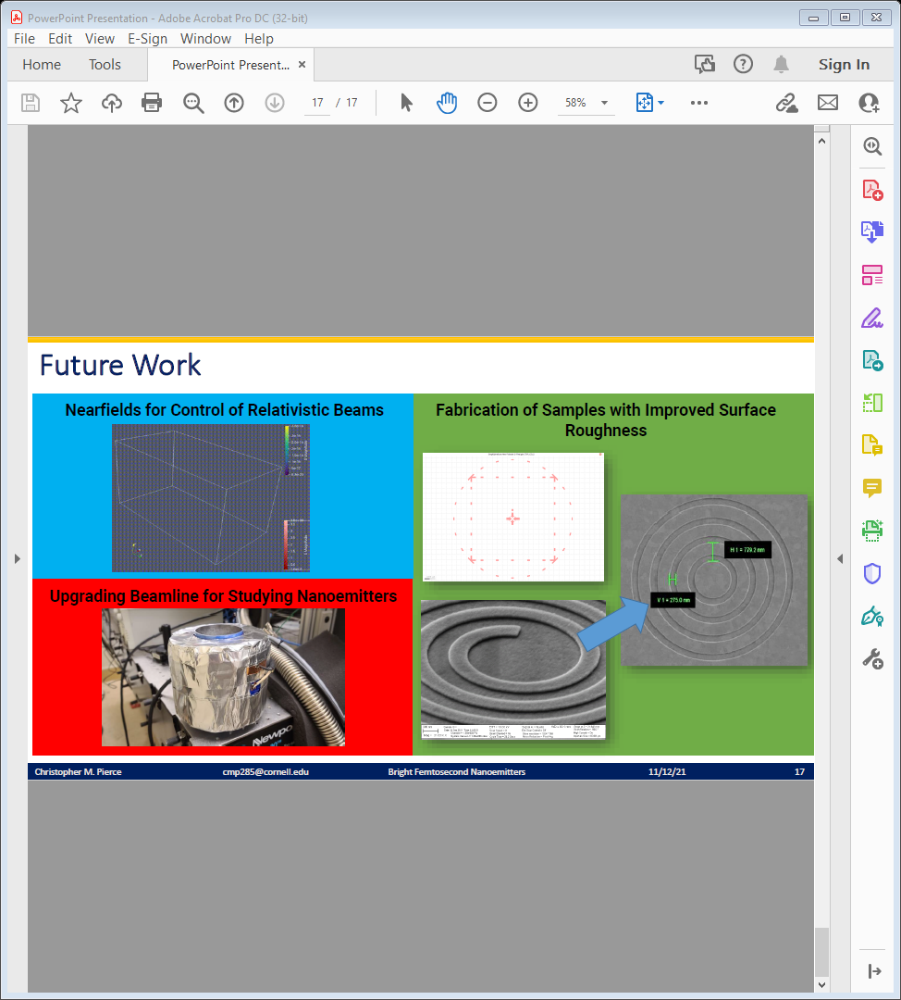 PowerPoint Presentation - Adobe Acrobat Pro DC (32-bit)
File Edit View E-Sign Window Help
Home Tools PowerPoint Present... × Sign In
17 / 17 58%
Future Work
Nearfields for Control of Relativistic Beams
Fabrication of Samples with Improved Surface
Roughness
H 1 = 779.2 nm
V 1 = 275.0 nm
Upgrading Beamline for Studying Nanoemitters
Newpo
Christopher M. Pierce cmp285@cornell.edu Bright Femtosecond Nanoemitters 11/12/21 17